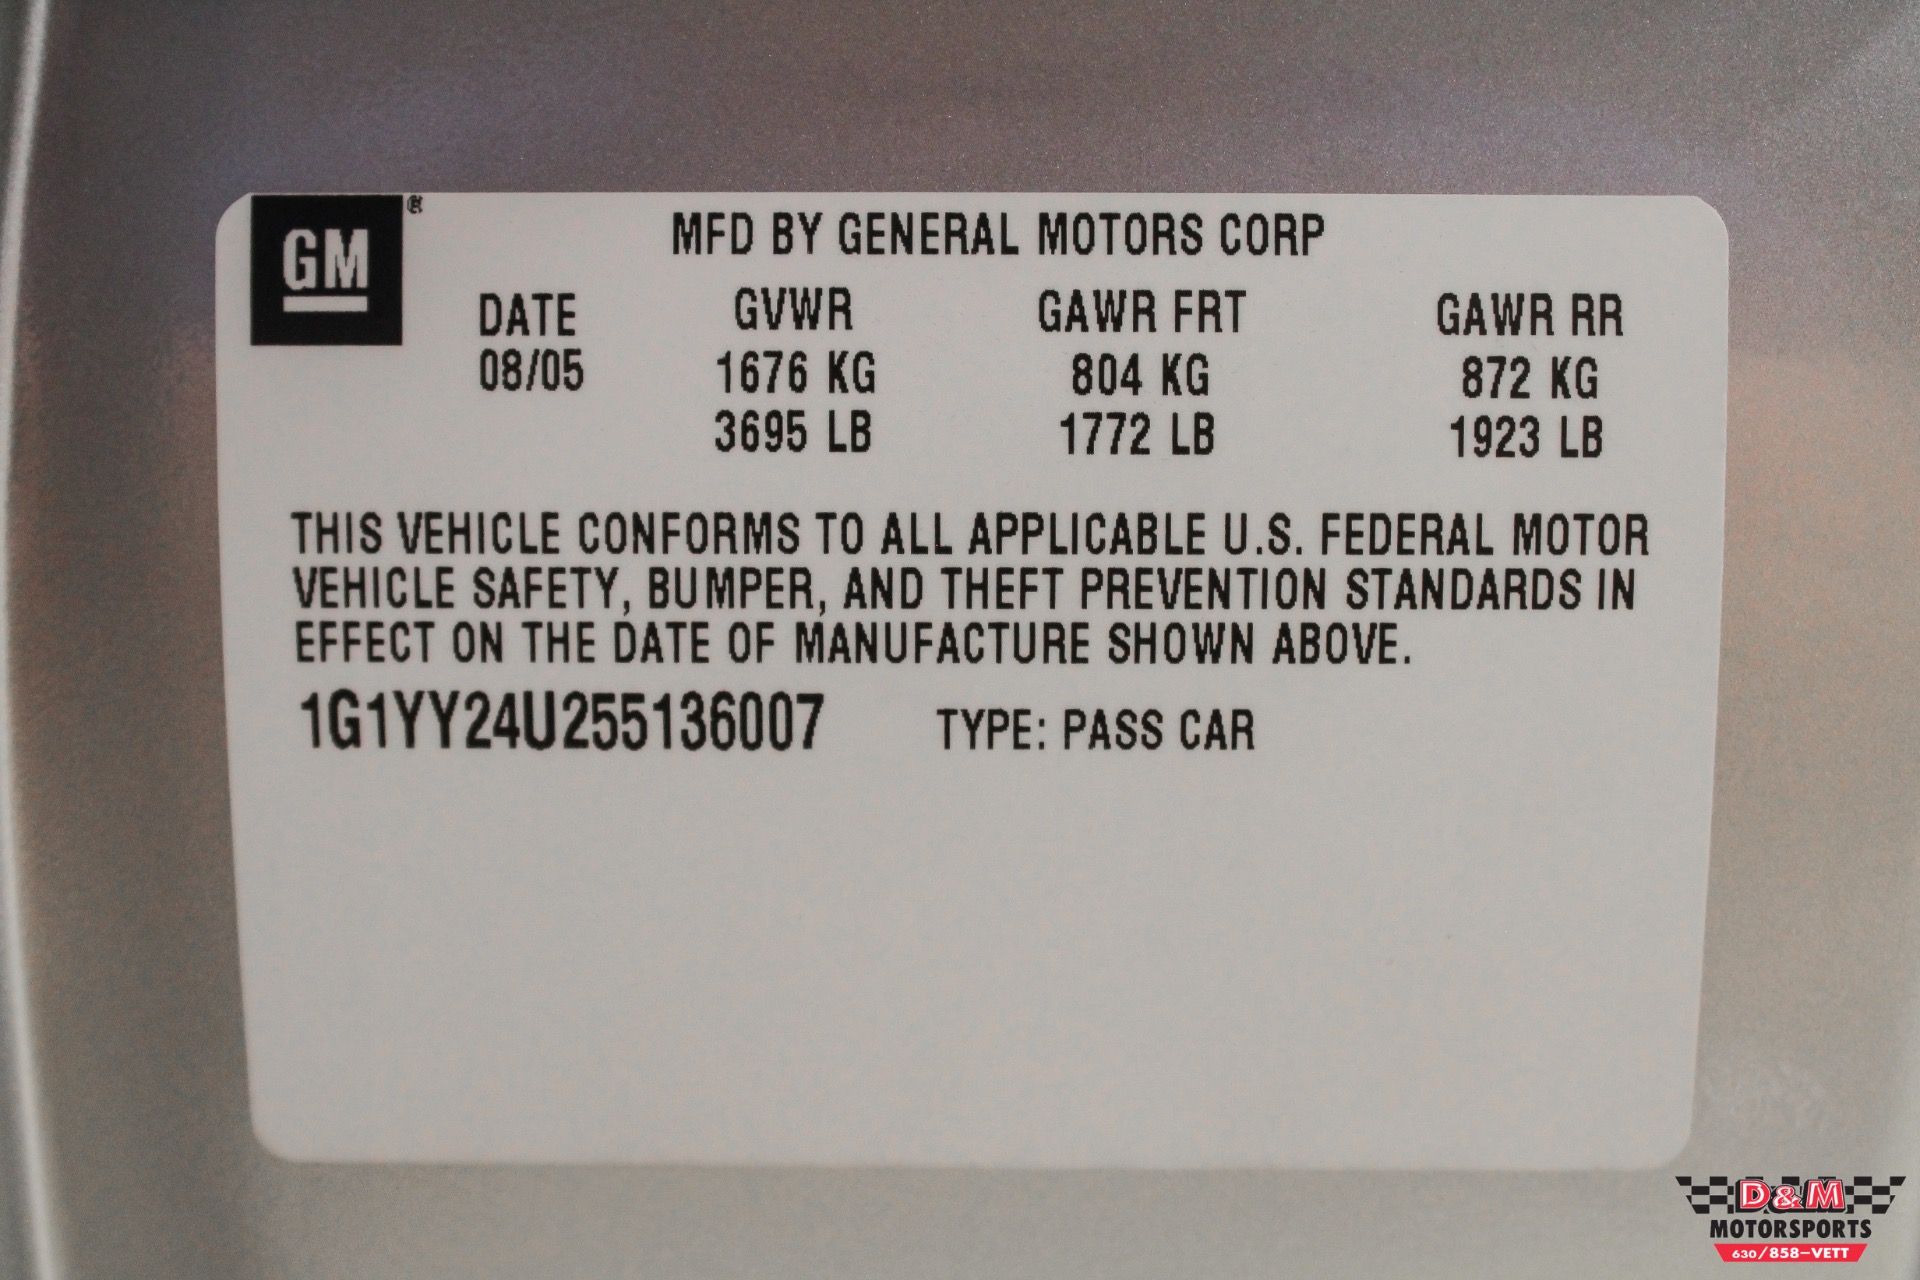 GM ®
MFD BY GENERAL MOTORS CORP
DATE GVWR GAWR FRT GAWR RR
08/05 1676 KG 804 KG 872 KG
3695 LB 1772 LB 1923 LB
THIS VEHICLE CONFORMS TO ALL APPLICABLE U.S. FEDERAL MOTOR
VEHICLE SAFETY, BUMPER, AND THEFT PREVENTION STANDARDS IN
EFFECT ON THE DATE OF MANUFACTURE SHOWN ABOVE.
1G1YY24U255136007 TYPE: PASS CAR
D&M
MOTORSPORTS
630/858-VETT